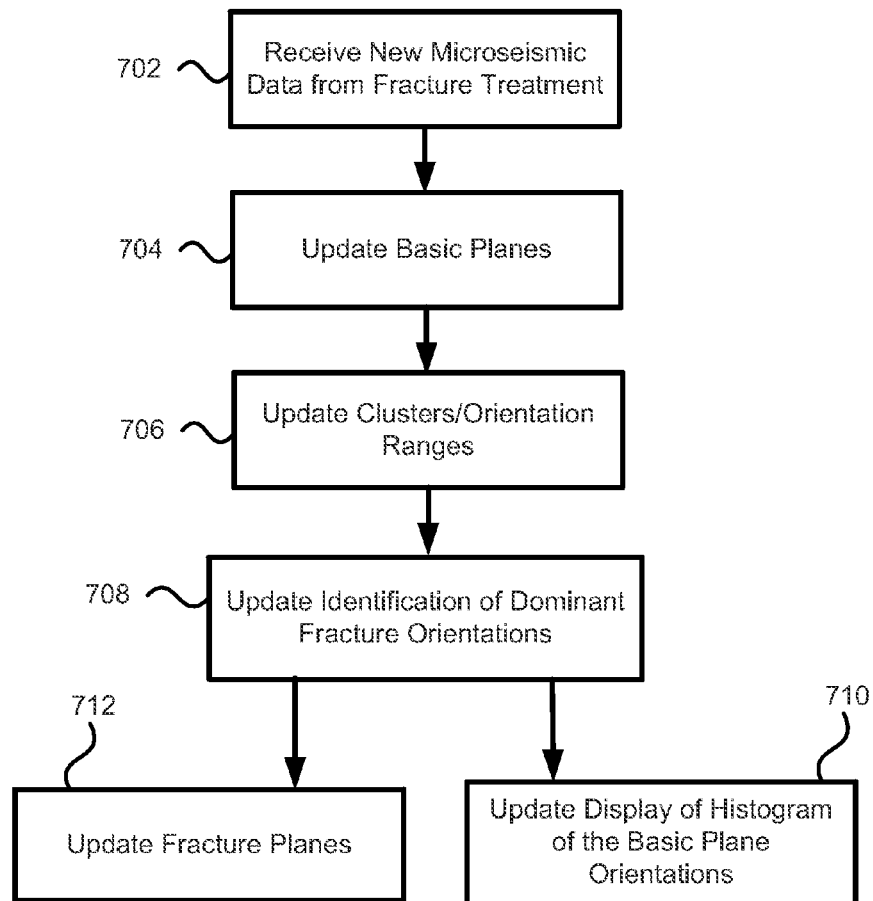 702
Receive New Microseismic
Data from Fracture Treatment
704
Update Basic Planes
706
Update Clusters/Orientation
Ranges
708
Update Identification of Dominant
Fracture Orientations
712
710
Update Fracture Planes
Update Display of Histogram
of the Basic Plane
Orientations